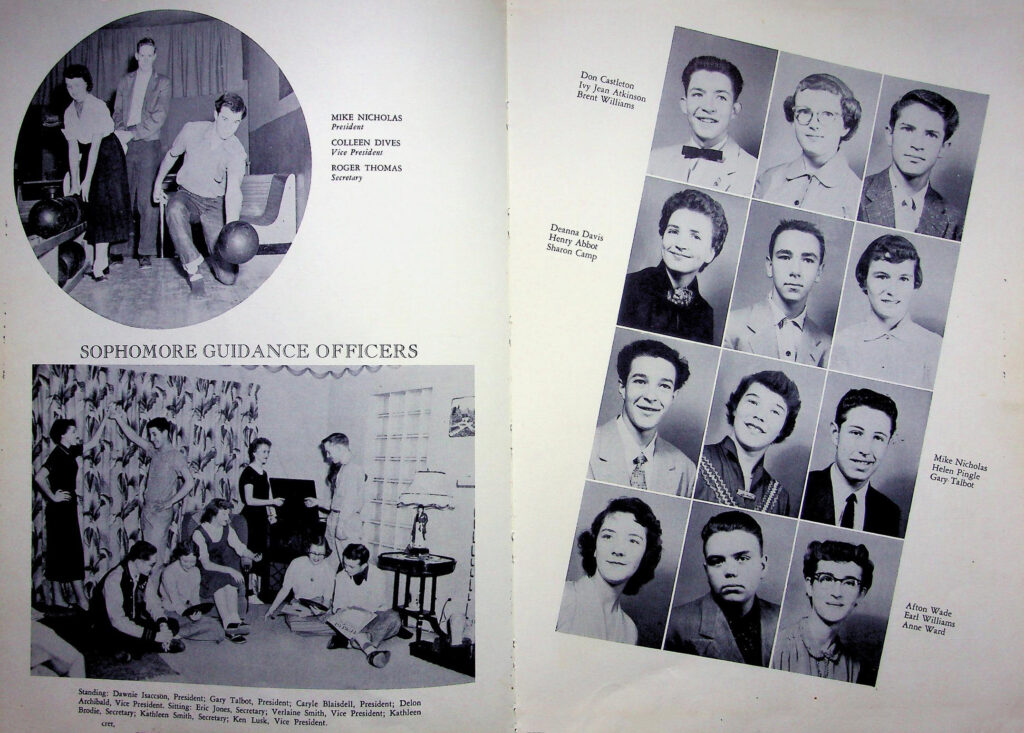 MIKE NICHOLAS
President
COLLEEN DIVES
Vice President
ROGER THOMAS
Secretary
SOPHOMORE GUIDANCE OFFICERS
Standing: Dawnie Isaccson, President; Gary Talbot, President; Caryle Blaisdell, President; Delon
Archibald, Vice President. Sitting: Eric Jones, Secretary; Verlaine Smith, Vice President; Kathleen
Brodie, Secretary; Kathleen Smith, Secretary; Ken Lusk, Vice President.
cret,
Don Castleton
Ivy Jean Atkinson
Brent Williams
Deanna Davis
Henry Abbot
Sharon Camp
Mike Nicholas
Helen Pingle
Gary Talbot
Afton Wade
Earl Williams
Anne Ward